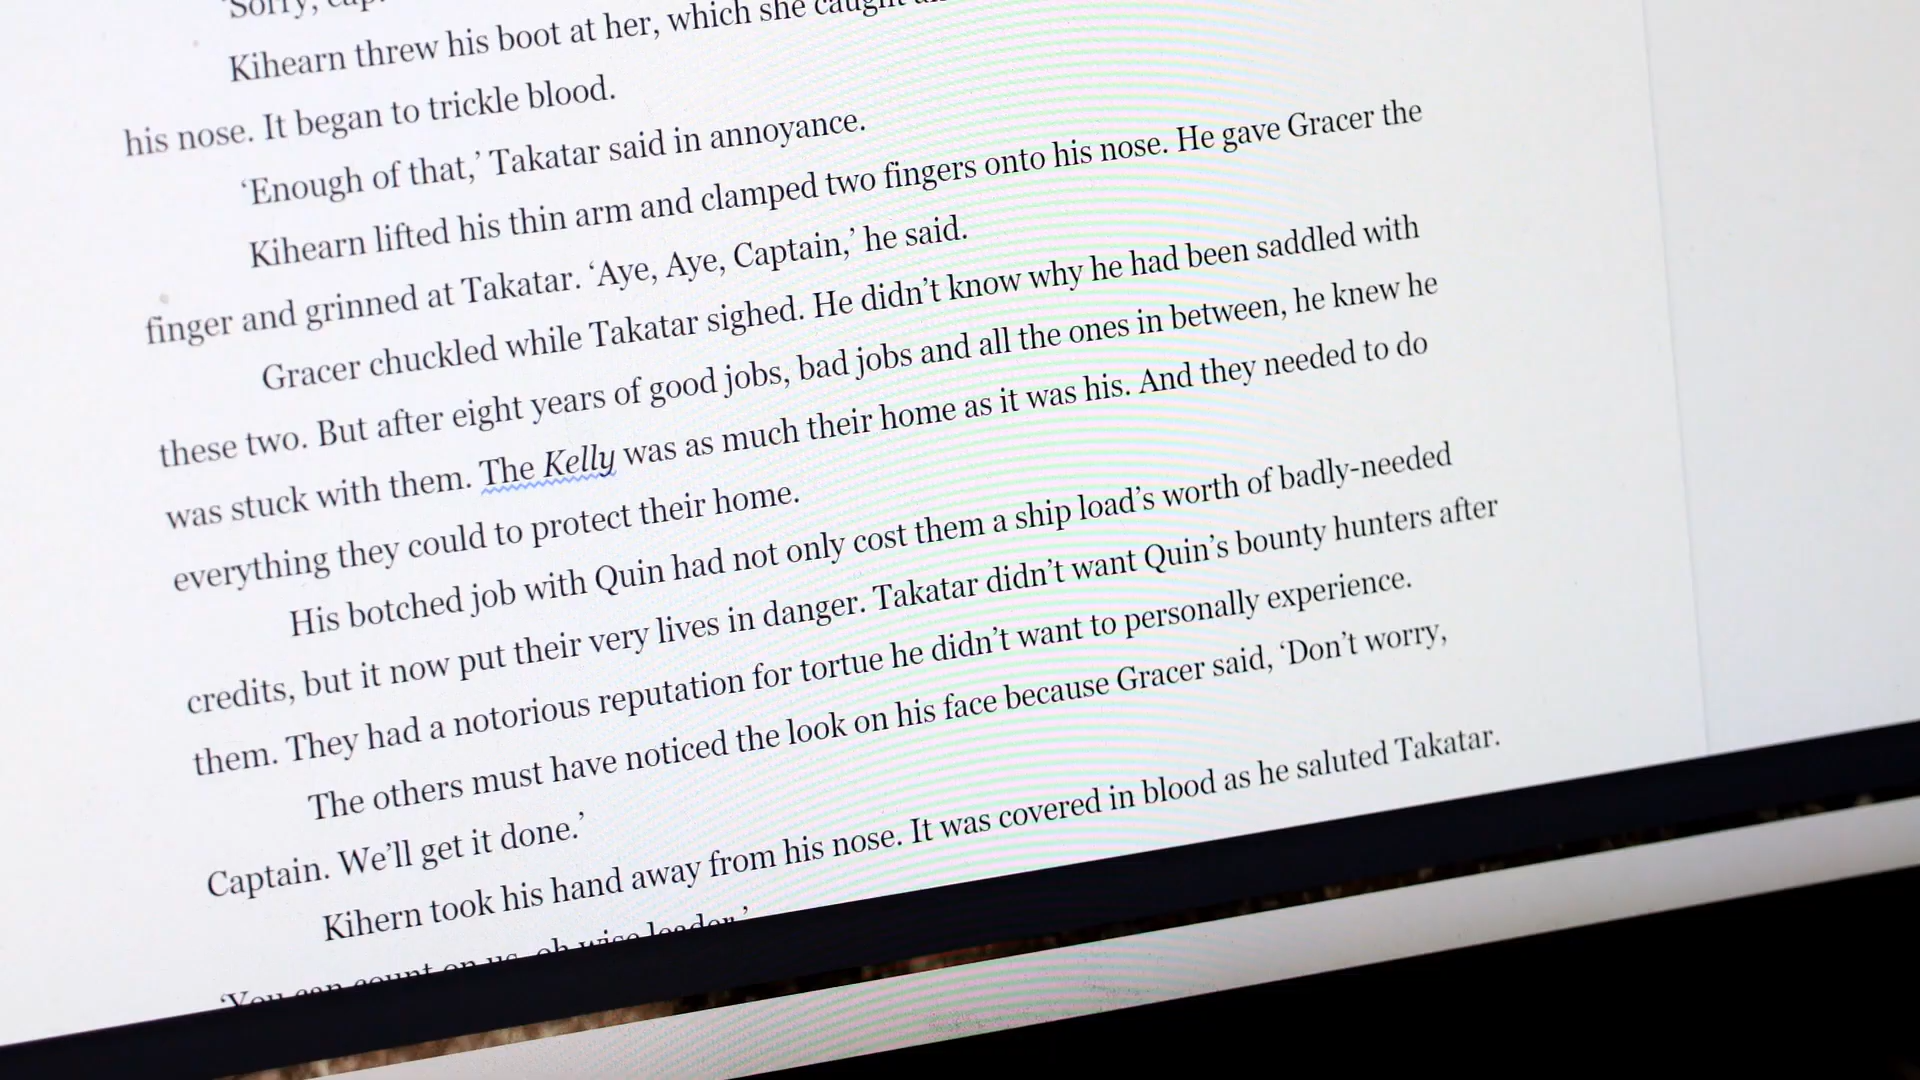 ‘Sorry, cap
Kihearn threw his boot at her, which she caught
his nose. It began to trickle blood.
‘Enough of that,’ Takatar said in annoyance.
Kihearn lifted his thin arm and clamped two fingers onto his nose. He gave Gracer the
finger and grinned at Takatar. ‘Aye, Aye, Captain,’ he said.
Gracer chuckled while Takatar sighed. He didn’t know why he had been saddled with
these two. But after eight years of good jobs, bad jobs and all the ones in between, he knew he
was stuck with them. The Kelly was as much their home as it was his. And they needed to do
everything they could to protect their home.
His botched job with Quin had not only cost them a ship load’s worth of badly-needed
credits, but it now put their very lives in danger. Takatar didn’t want Quin’s bounty hunters after
them. They had a notorious reputation for tortue he didn’t want to personally experience.
The others must have noticed the look on his face because Gracer said, ‘Don’t worry,
Captain. We’ll get it done.’
Kihern took his hand away from his nose. It was covered in blood as he saluted Takatar.
‘You can count on us, oh wise leader.’